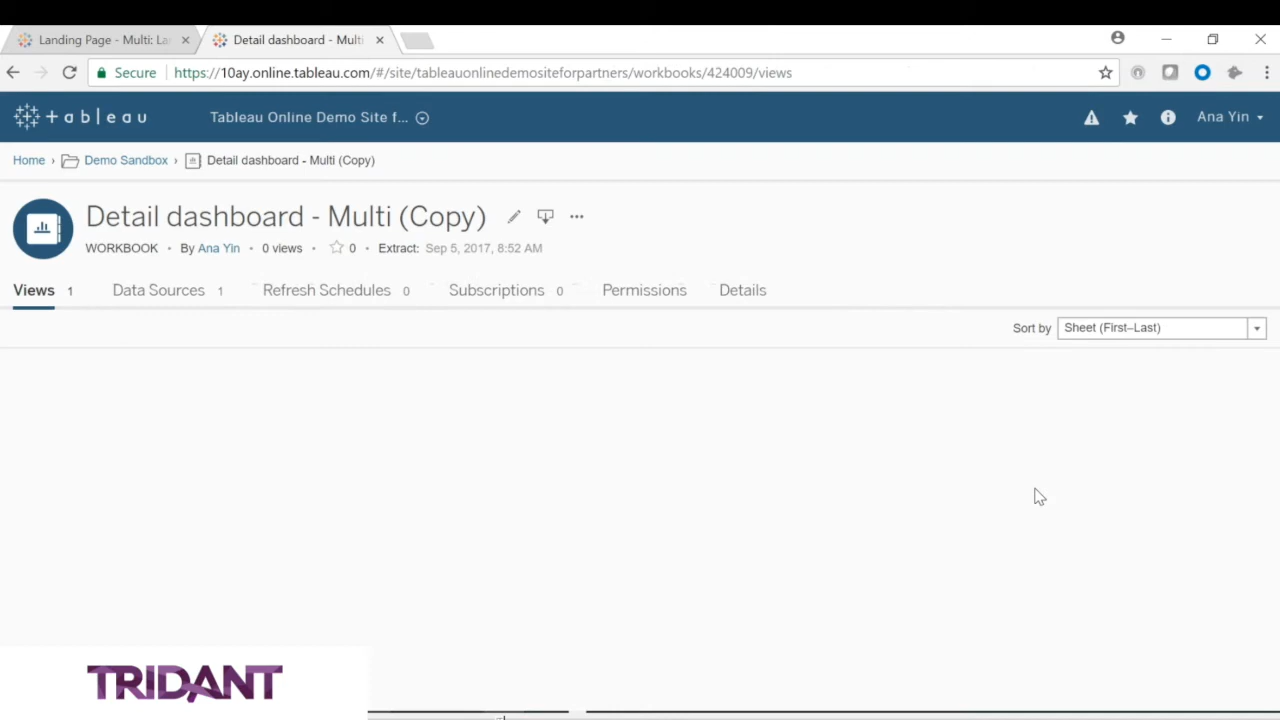 Landing Page - Multi: La
Detail dashboard - Multi
Secure https://10ay.online.tableau.com/#/site/tableauonlinedemositeforpartners/workbooks/424009/views
+ a b l e a u
Tableau Online Demo Site f...
Ana Yin
Home › Demo Sandbox › Detail dashboard - Multi (Copy)
Detail dashboard - Multi (Copy)
WORKBOOK • By Ana Yin • 0 views • 0 • Extract: Sep 5, 2017, 8:52 AM
Views 1 Data Sources 1 Refresh Schedules 0 Subscriptions 0 Permissions Details
Sort by Sheet (First–Last)
TRIDANT